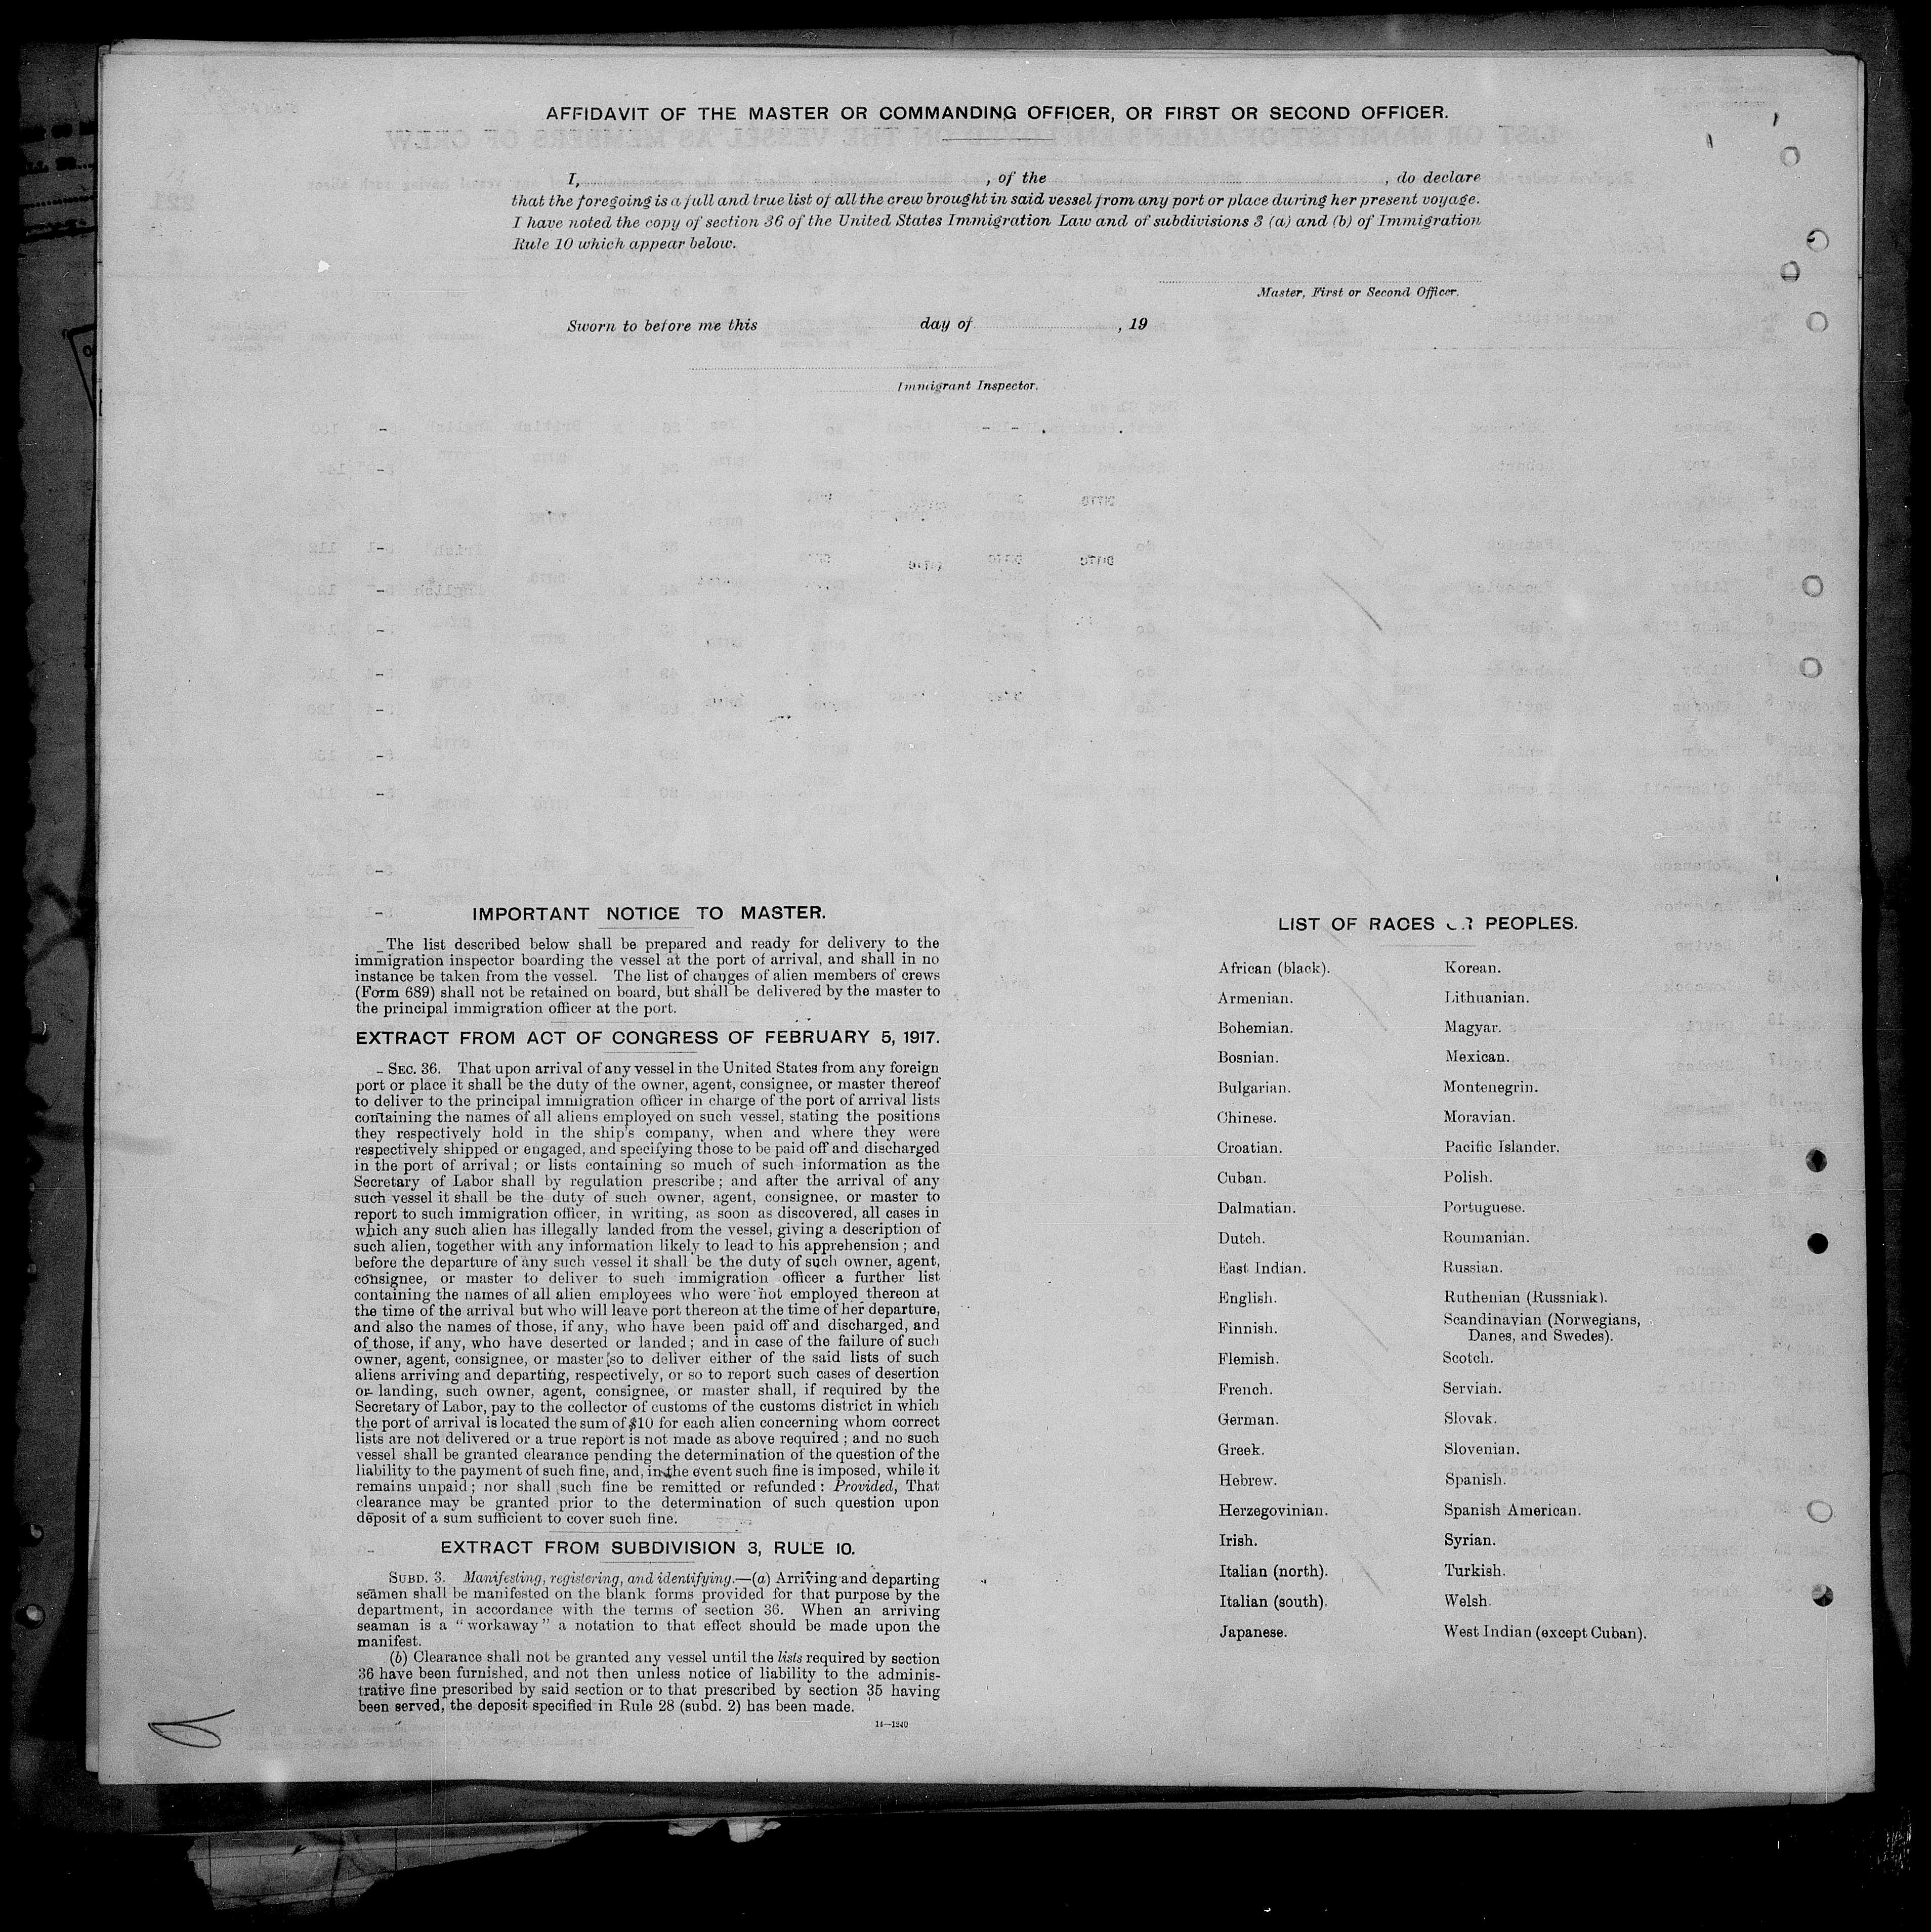 AFFIDAVIT OF THE MASTER OR COMMANDING OFFICER, OR FIRST OR SECOND OFFICER.
I, , of the , do declare
that the foregoing is a full and true list of all the crew brought in said vessel from any port or place during her present voyage.
I have noted the copy of section 36 of the United States Immigration Law and of subdivisions 3 (a) and (b) of Immigration
Rule 10 which appear below.
Master, First or Second Officer.
Sworn to before me this day of , 19
Immigrant Inspector.
IMPORTANT NOTICE TO MASTER.
The list described below shall be prepared and ready for delivery to the
immigration inspector boarding the vessel at the port of arrival, and shall in no
instance be taken from the vessel. The list of changes of alien members of crews
(Form 689) shall not be retained on board, but shall be delivered by the master to
the principal immigration officer at the port.
EXTRACT FROM ACT OF CONGRESS OF FEBRUARY 5, 1917.
SEC. 36. That upon arrival of any vessel in the United States from any foreign
port or place it shall be the duty of the owner, agent, consignee, or master thereof
to deliver to the principal immigration officer in charge of the port of arrival lists
containing the names of all aliens employed on such vessel, stating the positions
they respectively hold in the ship's company, when and where they were
respectively shipped or engaged, and specifying those to be paid off and discharged
in the port of arrival; or lists containing so much of such information as the
Secretary of Labor shall by regulation prescribe; and after the arrival of any
such vessel it shall be the duty of such owner, agent, consignee, or master to
report to such immigration officer, in writing, as soon as discovered, all cases in
which any such alien has illegally landed from the vessel, giving a description of
such alien, together with any information likely to lead to his apprehension; and
before the departure of any such vessel it shall be the duty of such owner, agent,
consignee, or master to deliver to such immigration officer a further list
containing the names of all alien employees who were not employed thereon at
the time of the arrival but who will leave port thereon at the time of her departure,
and also the names of those, if any, who have been paid off and discharged, and
of those, if any, who have deserted or landed; and in case of the failure of such
owner, agent, consignee, or master so to deliver either of the said lists of such
aliens arriving and departing, respectively, or so to report such cases of desertion
or landing, such owner, agent, consignee, or master shall, if required by the
Secretary of Labor, pay to the collector of customs of the customs district in which
the port of arrival is located the sum of $10 for each alien concerning whom correct
lists are not delivered or a true report is not made as above required; and no such
vessel shall be granted clearance pending the determination of the question of the
liability to the payment of such fine, and, in the event such fine is imposed, while it
remains unpaid; nor shall such fine be remitted or refunded: Provided, That
clearance may be granted prior to the determination of such question upon
deposit of a sum sufficient to cover such fine.
EXTRACT FROM SUBDIVISION 3, RULE 10.
SUBD. 3. Manifesting, registering, and identifying.—(a) Arriving and departing
seamen shall be manifested on the blank forms provided for that purpose by the
department, in accordance with the terms of section 36. When an arriving
seaman is a "workaway" a notation to that effect should be made upon the
manifest.
(b) Clearance shall not be granted any vessel until the lists required by section
36 have been furnished, and not then unless notice of liability to the adminis-
trative fine prescribed by said section or to that prescribed by section 35 having
been served, the deposit specified in Rule 28 (subd. 2) has been made.
14—1240
LIST OF RACES OR PEOPLES.
African (black).
Armenian.
Bohemian.
Bosnian.
Bulgarian.
Chinese.
Croatian.
Cuban.
Dalmatian.
Dutch.
East Indian.
English.
Finnish.
Flemish.
French.
German.
Greek.
Hebrew.
Herzegovinian.
Irish.
Italian (north).
Italian (south).
Japanese.
Korean.
Lithuanian.
Magyar.
Mexican.
Montenegrin.
Moravian.
Pacific Islander.
Polish.
Portuguese.
Roumanian.
Russian.
Ruthenian (Russniak).
Scandinavian (Norwegians,
Danes, and Swedes).
Scotch.
Servian.
Slovak.
Slovenian.
Spanish.
Spanish American.
Syrian.
Turkish.
Welsh.
West Indian (except Cuban).